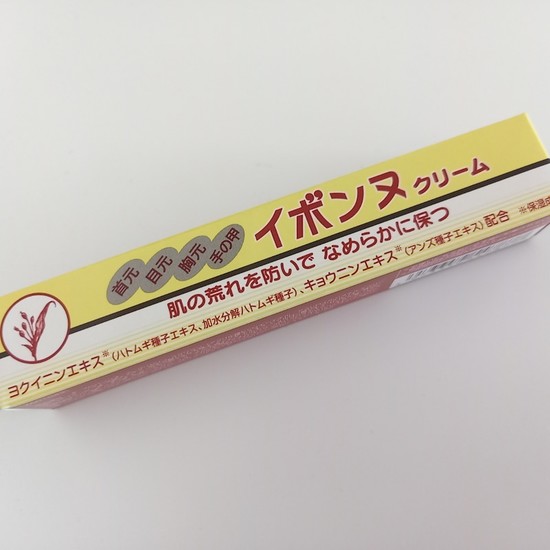 首元 目元 胸元 手の甲
イボンヌ クリーム
肌の荒れを防いで なめらかに保つ
ヨクイニンエキス※(ハトムギ種子エキス、加水分解ハトムギ種子)、キョウニンエキス※(アンズ種子エキス)配合 ※保湿成